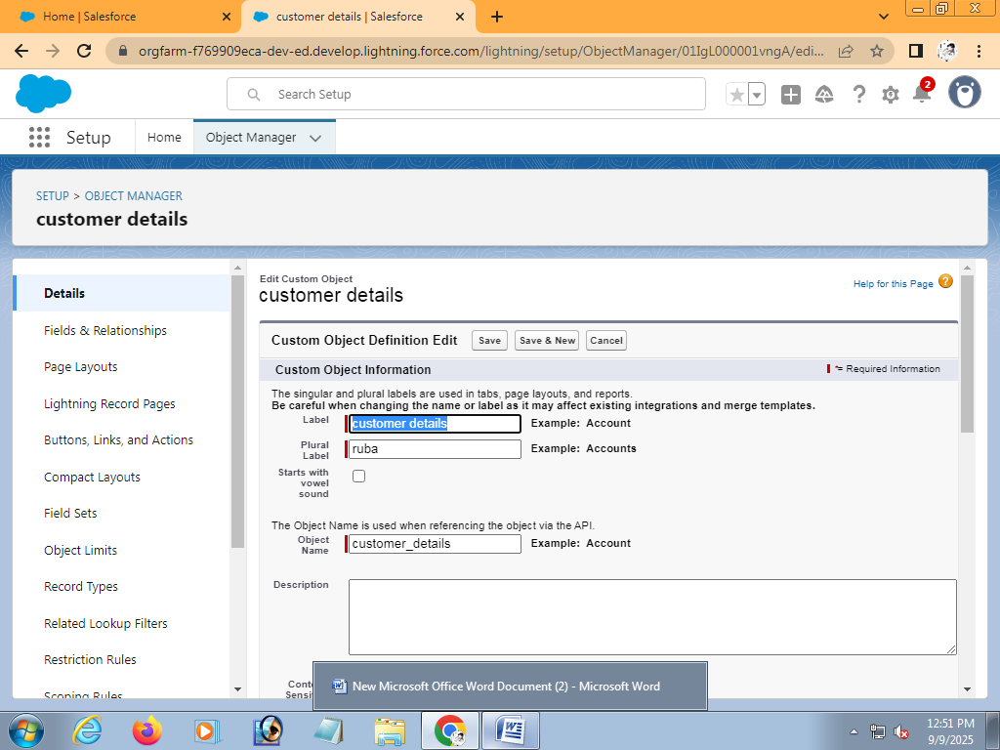 Home | Salesforce
customer details | Salesforce
orgfarm-f769909eca-dev-ed.develop.lightning.force.com/lightning/setup/ObjectManager/01IgL000001vngA/edi...
Search Setup
2
Setup
Home
Object Manager
SETUP > OBJECT MANAGER
customer details
Details
Fields & Relationships
Page Layouts
Lightning Record Pages
Buttons, Links, and Actions
Compact Layouts
Field Sets
Object Limits
Record Types
Related Lookup Filters
Restriction Rules
Scoping Rules
Edit Custom Object
customer details
Help for this Page
Custom Object Definition Edit
Save
Save & New
Cancel
Custom Object Information
= Required Information
The singular and plural labels are used in tabs, page layouts, and reports.
Be careful when changing the name or label as it may affect existing integrations and merge templates.
Label
customer details
Example: Account
Plural
Label
ruba
Example: Accounts
Starts with
vowel
sound
The Object Name is used when referencing the object via the API.
Object
Name
customer_details
Example: Account
Description
New Microsoft Office Word Document (2) - Microsoft Word
12:51 PM
9/9/2025